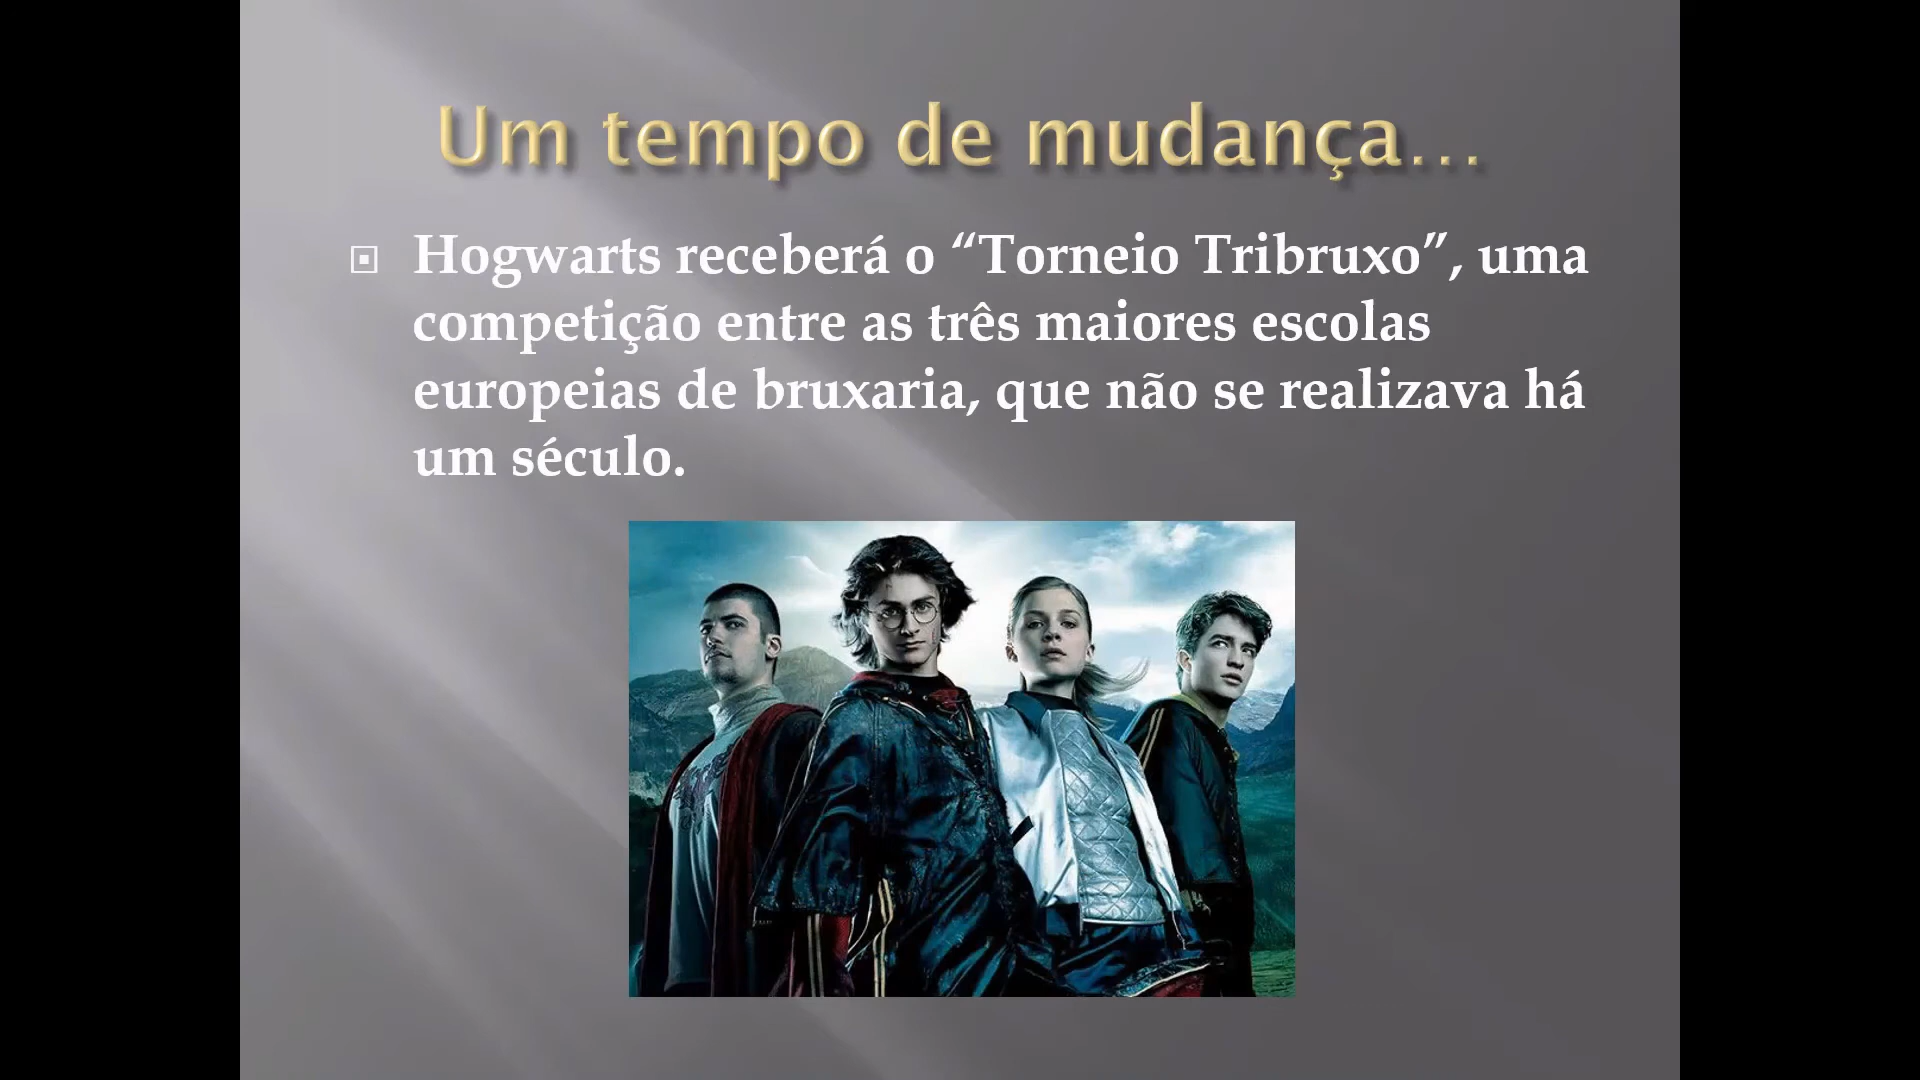 Um tempo de mudança...
Hogwarts receberá o “Torneio Tribruxo”, uma
competição entre as três maiores escolas
europeias de bruxaria, que não se realizava há
um século.